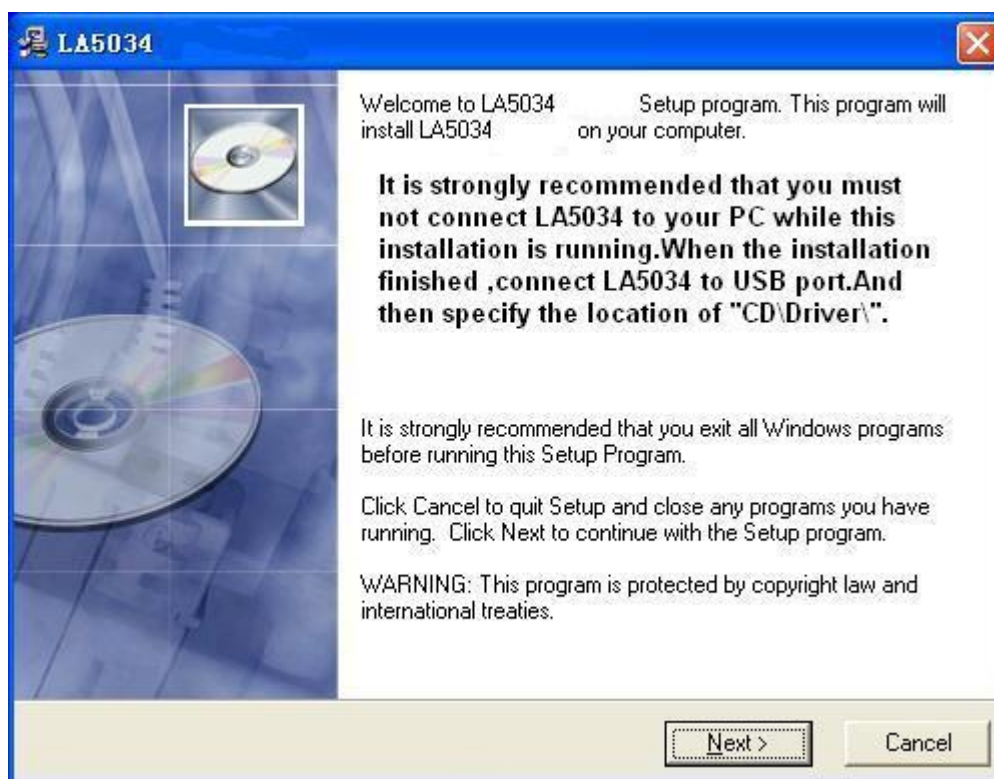 LA5034
Welcome to LA5034 Setup program. This program will
install LA5034 on your computer.
It is strongly recommended that you must
not connect LA5034 to your PC while this
installation is running.When the installation
finished ,connect LA5034 to USB port.And
then specify the location of "CD\Driver\".
It is strongly recommended that you exit all Windows programs
before running this Setup Program.
Click Cancel to quit Setup and close any programs you have
running.  Click Next to continue with the Setup program.
WARNING: This program is protected by copyright law and
international treaties.
Next >
Cancel